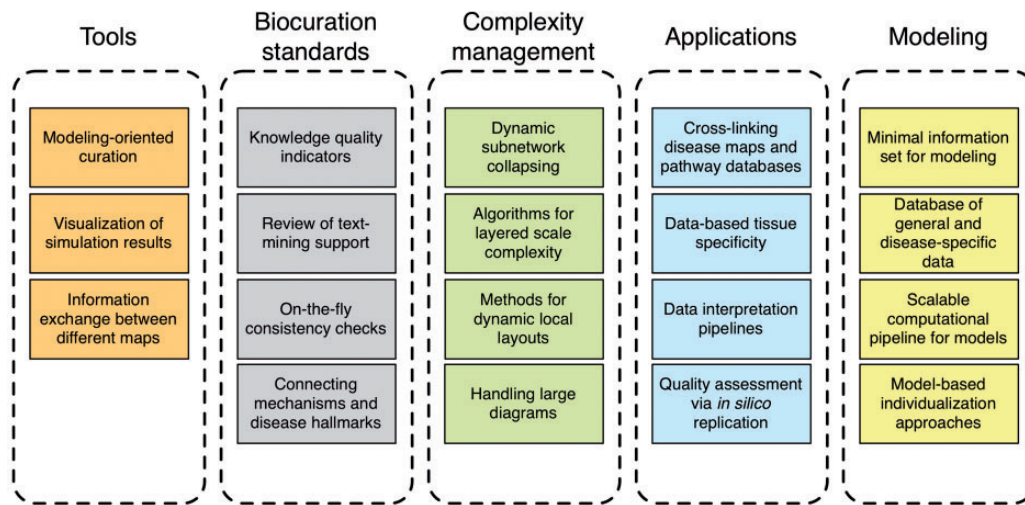 Tools
Biocuration
standards
Complexity
management
Applications
Modeling
Modeling-oriented
curation
Visualization of
simulation results
Information
exchange between
different maps
Knowledge quality
indicators
Review of text-
mining support
On-the-fly
consistency checks
Connecting
mechanisms and
disease hallmarks
Dynamic
subnetwork
collapsing
Algorithms for
layered scale
complexity
Methods for
dynamic local
layouts
Handling large
diagrams
Cross-linking
disease maps and
pathway databases
Data-based tissue
specificity
Data interpretation
pipelines
Quality assessment
via in silico
replication
Minimal information
set for modeling
Database of
general and
disease-specific
data
Scalable
computational
pipeline for models
Model-based
individualization
approaches